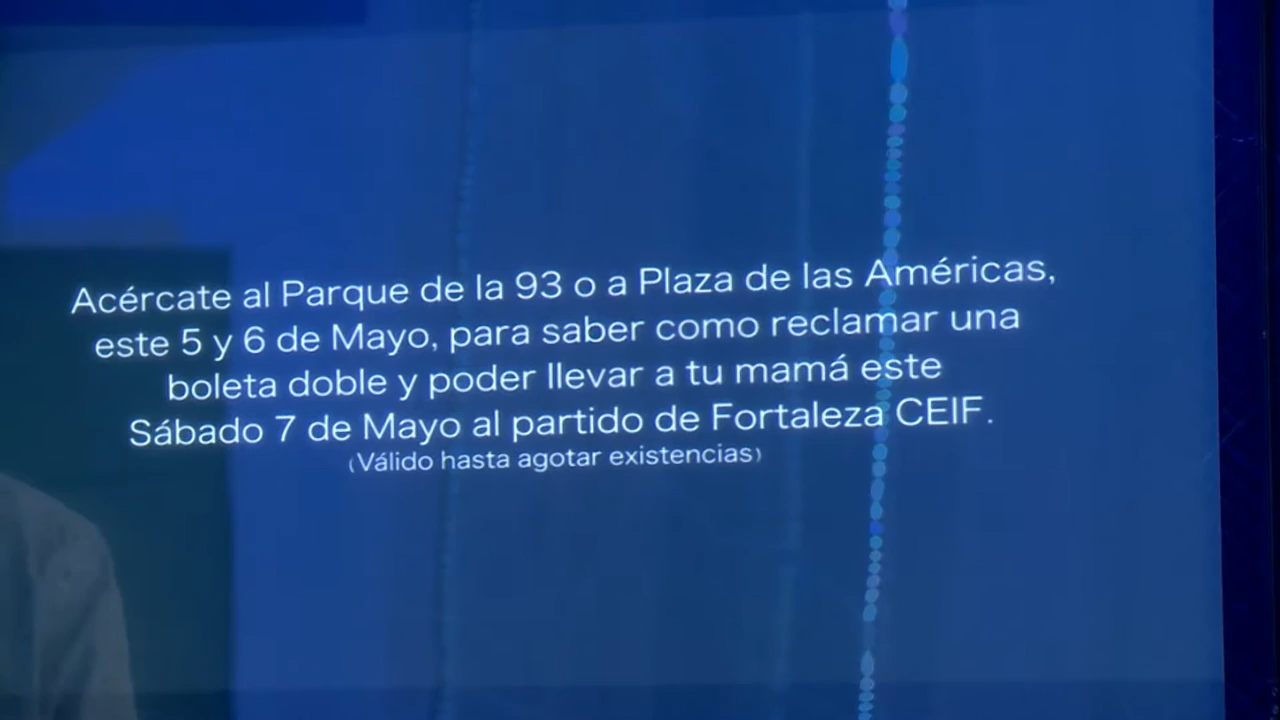 Acércate al Parque de la 93 o a Plaza de las Américas,
este 5 y 6 de Mayo, para saber como reclamar una
boleta doble y poder llevar a tu mamá este
Sábado 7 de Mayo al partido de Fortaleza CEIF.
(Válido hasta agotar existencias)